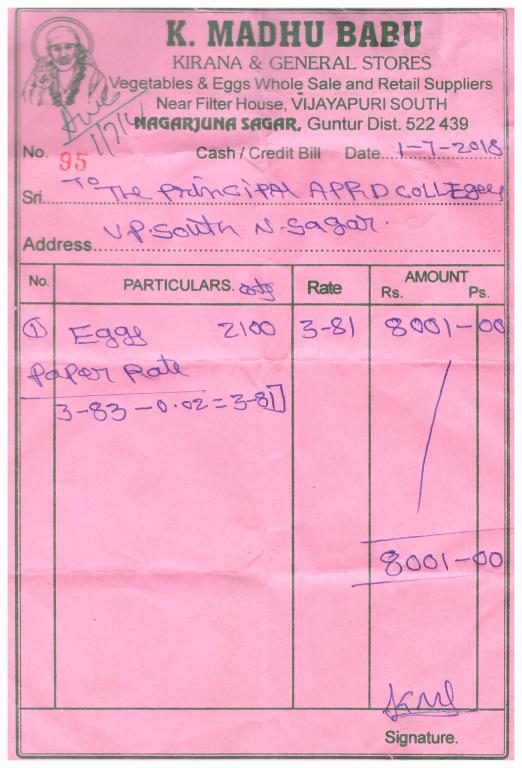 K. MADHU BABU
KIRANA & GENERAL STORES
Vegetables & Eggs Whole Sale and Retail Suppliers
Near Filter House, VIJAYAPURI SOUTH
NAGARJUNA SAGAR, Guntur Dist. 522 439
1/7/
No. 95 Cash / Credit Bill Date 1-7-2018
Sri. To The principal A.P.R.D College
Address V.P. South N. Sagar.
No. PARTICULARS. Rate AMOUNT
Rs. Ps.
① Eggs 2100 3-81 8001-00
Paper Rate
3-83 - 0.02 = 3-81
8001-00
Signature.